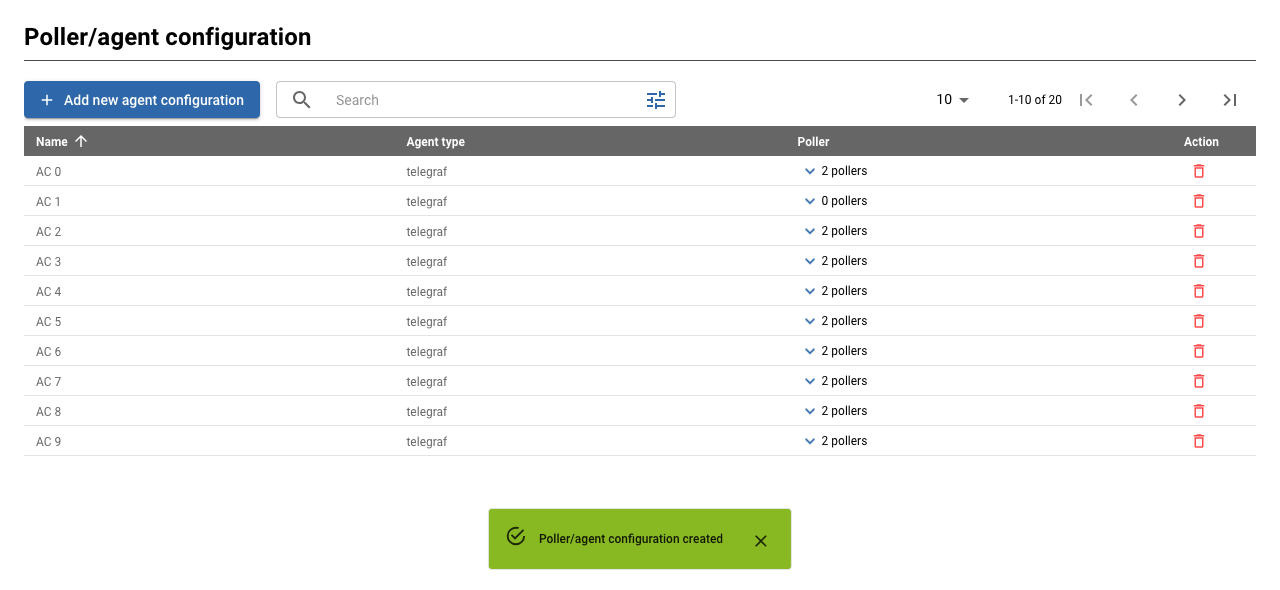 Poller/agent configuration
Add new agent configuration Search 10 1-10 of 20
Name Agent type Poller Action
AC 0 telegraf 2 pollers
AC 1 telegraf 0 pollers
AC 2 telegraf 2 pollers
AC 3 telegraf 2 pollers
AC 4 telegraf 2 pollers
AC 5 telegraf 2 pollers
AC 6 telegraf 2 pollers
AC 7 telegraf 2 pollers
AC 8 telegraf 2 pollers
AC 9 telegraf 2 pollers
Poller/agent configuration created